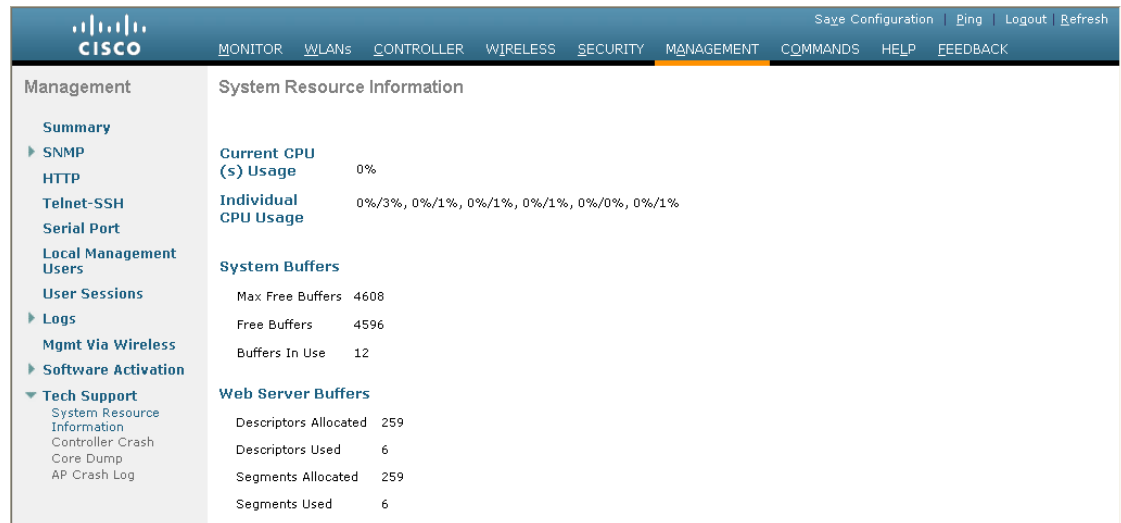 Save Configuration | Ping | Logout | Refresh
CISCO
MONITOR WLANs CONTROLLER WIRELESS SECURITY MANAGEMENT COMMANDS HELP FEEDBACK
Management
Summary
SNMP
HTTP
Telnet-SSH
Serial Port
Local Management
Users
User Sessions
Logs
Mgmt Via Wireless
Software Activation
Tech Support
System Resource
Information
Controller Crash
Core Dump
AP Crash Log
System Resource Information
Current CPU
(s) Usage 0%
Individual
CPU Usage 0%/3%, 0%/1%, 0%/1%, 0%/1%, 0%/0%, 0%/1%
System Buffers
Max Free Buffers 4608
Free Buffers 4596
Buffers In Use 12
Web Server Buffers
Descriptors Allocated 259
Descriptors Used 6
Segments Allocated 259
Segments Used 6